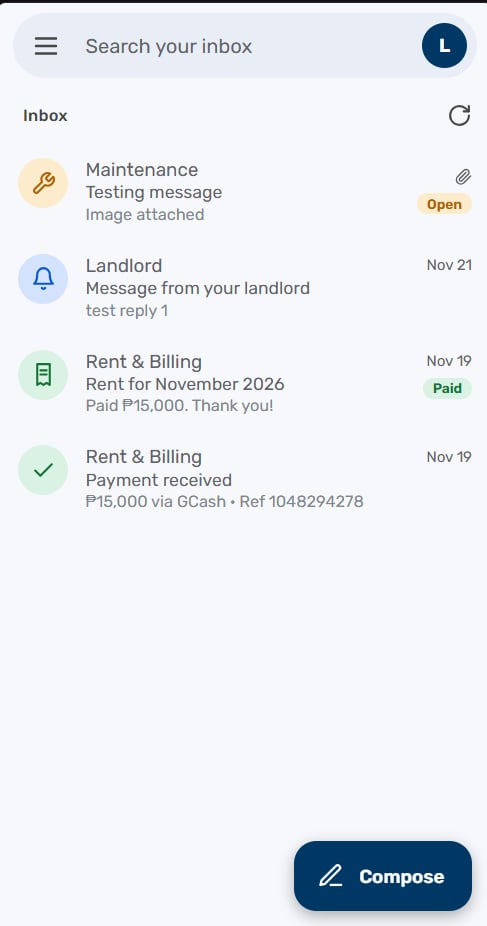 Search your inbox
L
Inbox
Maintenance
Testing message
Image attached
Open
Landlord
Nov 21
Message from your landlord
test reply 1
Rent & Billing
Nov 19
Rent for November 2026
Paid
Paid ₱15,000. Thank you!
Rent & Billing
Nov 19
Payment received
₱15,000 via GCash • Ref 1048294278
Compose